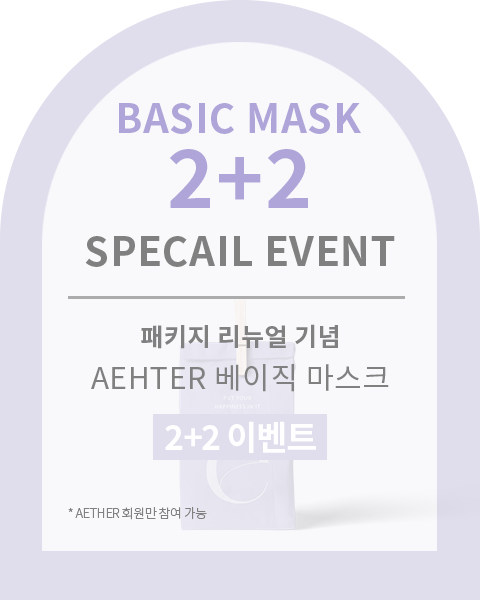 BASIC MASK
2+2
SPECAIL EVENT
패키지 리뉴얼 기념
AEHTER 베이직 마스크
2+2 이벤트
* AETHER 회원만 참여 가능